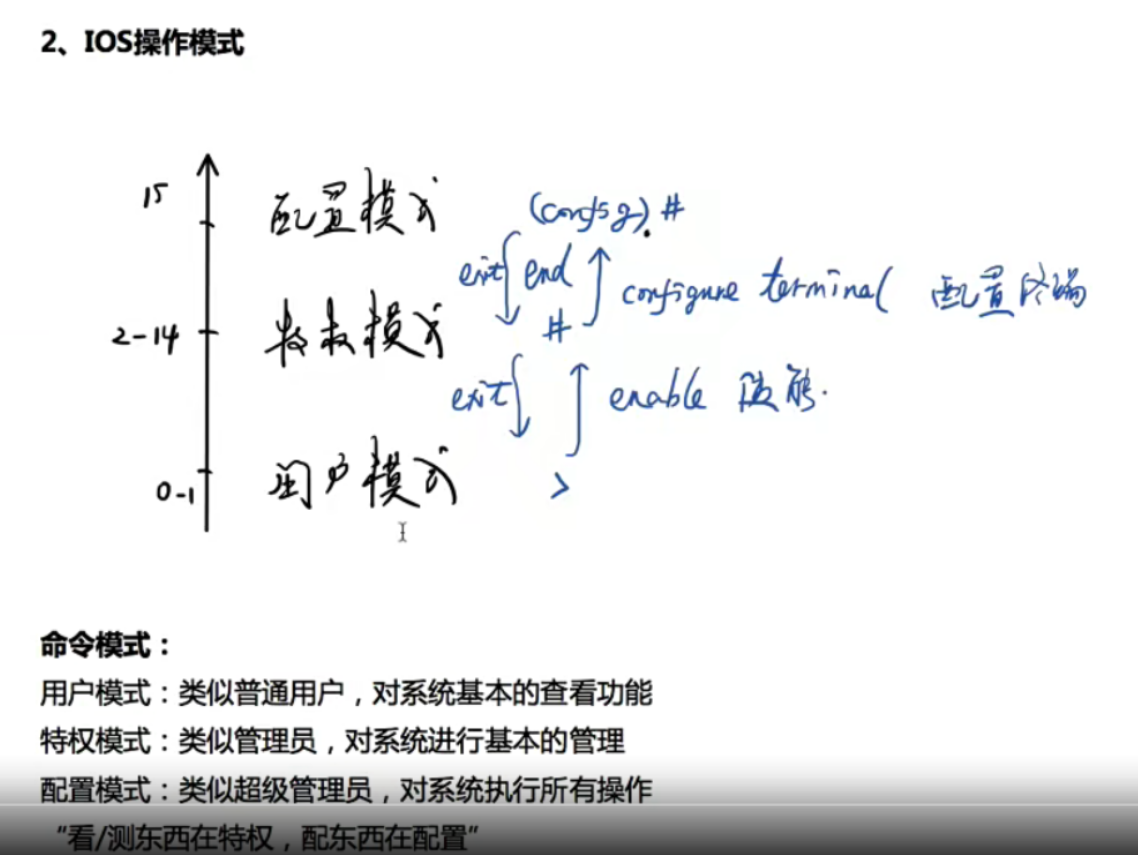 2、IOS操作模式
15 配置模式 (config)#
exit end configure terminal 配置终端
2-14 特权模式 #
exit enable 使能
0-1 用户模式 >
命令模式：
用户模式：类似普通用户，对系统基本的查看功能
特权模式：类似管理员，对系统进行基本的管理
配置模式：类似超级管理员，对系统执行所有操作
“看/测东西在特权，配东西在配置”